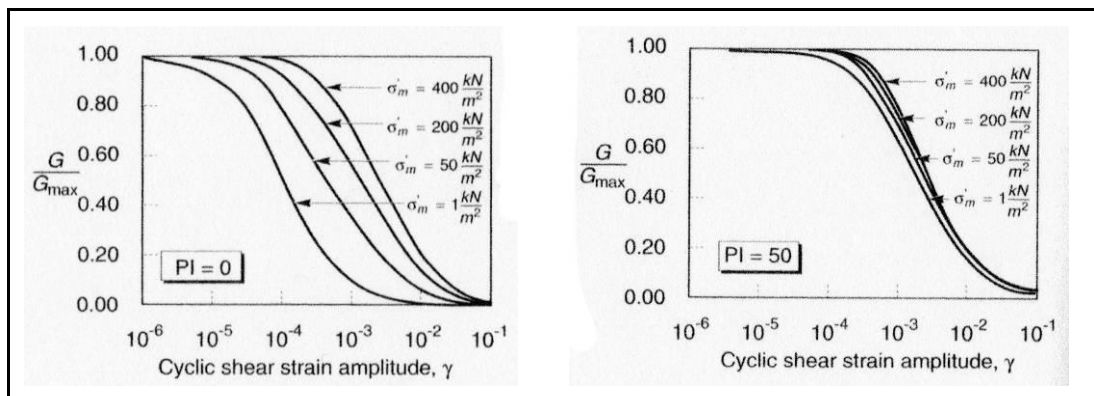 1.00
0.80
0.60
0.40
0.20
0.00
G
G max
σ'm = 400 kN/m²
σ'm = 200 kN/m²
σ'm = 50 kN/m²
σ'm = 1 kN/m²
PI = 0
10-6 10-5 10-4 10-3 10-2 10-1
Cyclic shear strain amplitude, γ
1.00
0.80
0.60
0.40
0.20
0.00
G
G max
σ'm = 400 kN/m²
σ'm = 200 kN/m²
σ'm = 50 kN/m²
σ'm = 1 kN/m²
PI = 50
10-6 10-5 10-4 10-3 10-2 10-1
Cyclic shear strain amplitude, γ